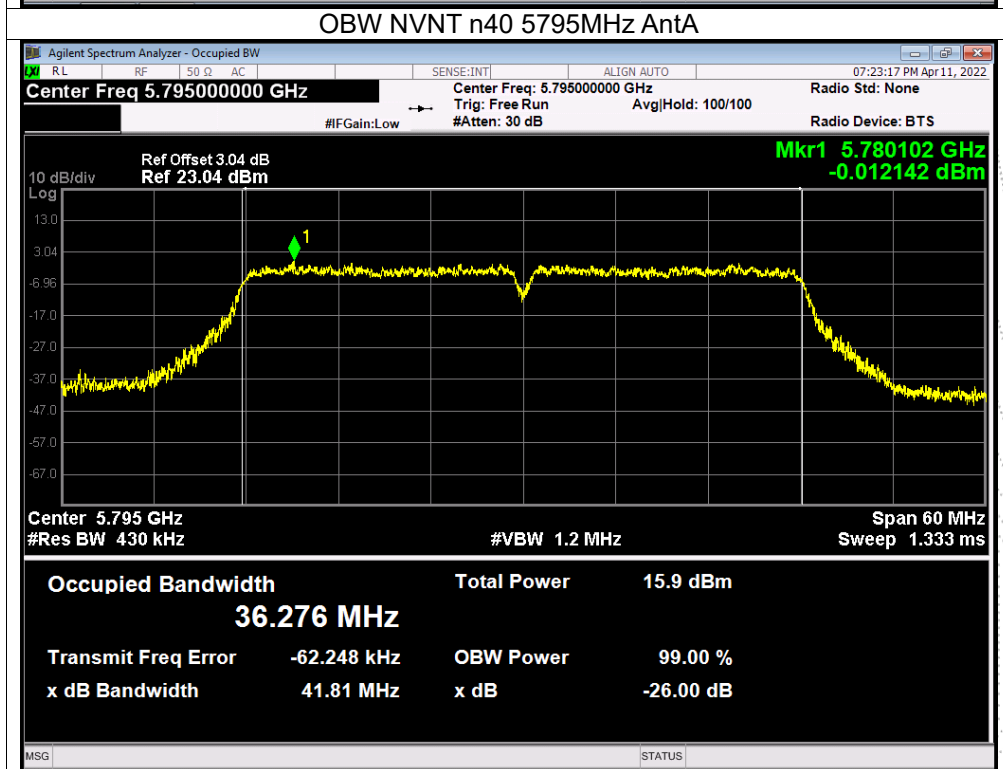 OBW NVNT n40 5795MHz AntA
Agilent Spectrum Analyzer - Occupied BW
LXI RL RF 50 Ω AC SENSE:INT ALIGN AUTO 07:23:17 PM Apr 11, 2022
Center Freq 5.795000000 GHz Center Freq: 5.795000000 GHz Radio Std: None
Trig: Free Run Avg|Hold: 100/100
#IFGain:Low #Atten: 30 dB Radio Device: BTS
Mkr1 5.780102 GHz
-0.012142 dBm
Ref Offset 3.04 dB
10 dB/div Ref 23.04 dBm
Log
13.0
1
3.04
-6.96
-17.0
-27.0
-37.0
-47.0
-57.0
-67.0
Center 5.795 GHz Span 60 MHz
#Res BW 430 kHz #VBW 1.2 MHz Sweep 1.333 ms
Occupied Bandwidth Total Power 15.9 dBm
36.276 MHz
Transmit Freq Error -62.248 kHz OBW Power 99.00 %
x dB Bandwidth 41.81 MHz x dB -26.00 dB
MSG STATUS